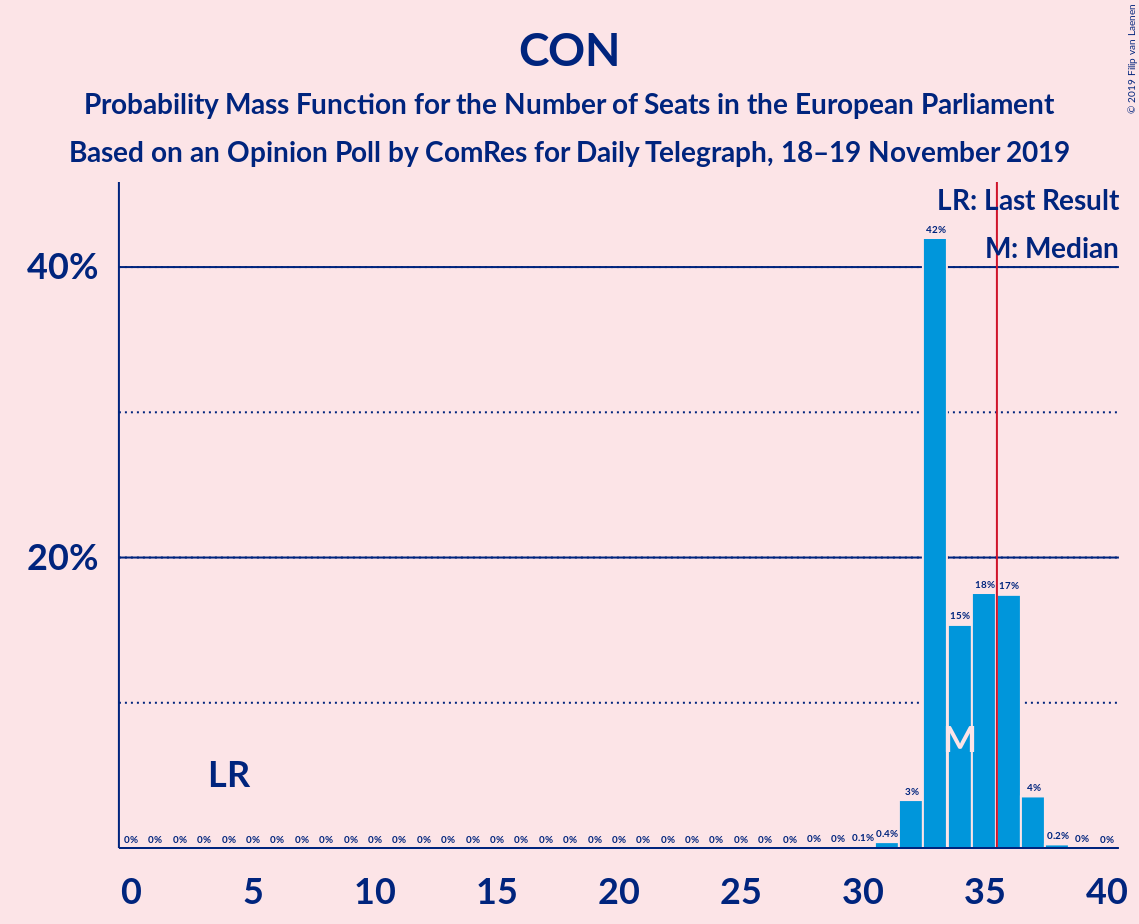 CON
Probability Mass Function for the Number of Seats in the European Parliament
Based on an Opinion Poll by ComRes for Daily Telegraph, 18–19 November 2019
© 2019 Filip van Laenen
LR: Last Result
M: Median
40%
20%
42%
18% 17%
15%
M
LR
3% 4%
0% 0% 0% 0% 0% 0% 0% 0% 0% 0% 0% 0% 0% 0% 0% 0% 0% 0% 0% 0% 0% 0% 0% 0% 0% 0% 0% 0% 0% 0% 0.1% 0.4% 0.2% 0% 0%
0 5 10 15 20 25 30 35 40